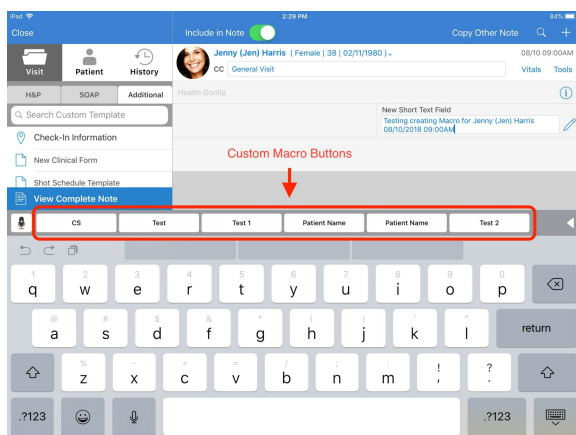 iPad
2:29 PM
84%
Close
Include in Note
Copy Other Note
Visit
Patient
History
Jenny (Jen) Harris ( Female | 38 | 02/11/1980 )
08/10 09:00AM
CC General Visit
Vitals Tools
H&P SOAP Additional
Health Gorilla
Search Custom Template
New Short Text Field
Testing creating Macro for Jenny (Jen) Harris
08/10/2018 09:00AM
Check-In Information
New Clinical Form
Shot Schedule Template
View Complete Note
Custom Macro Buttons
CS Test Test 1 Patient Name Patient Name Test 2
1 2 3 4 5 6 7 8 9 0
q w e r t y u i o p
@ # $ & * ( ) ' "
a s d f g h j k l return
% - + = / ; : ! ?
z x c v b n m , .
.?123 .?123